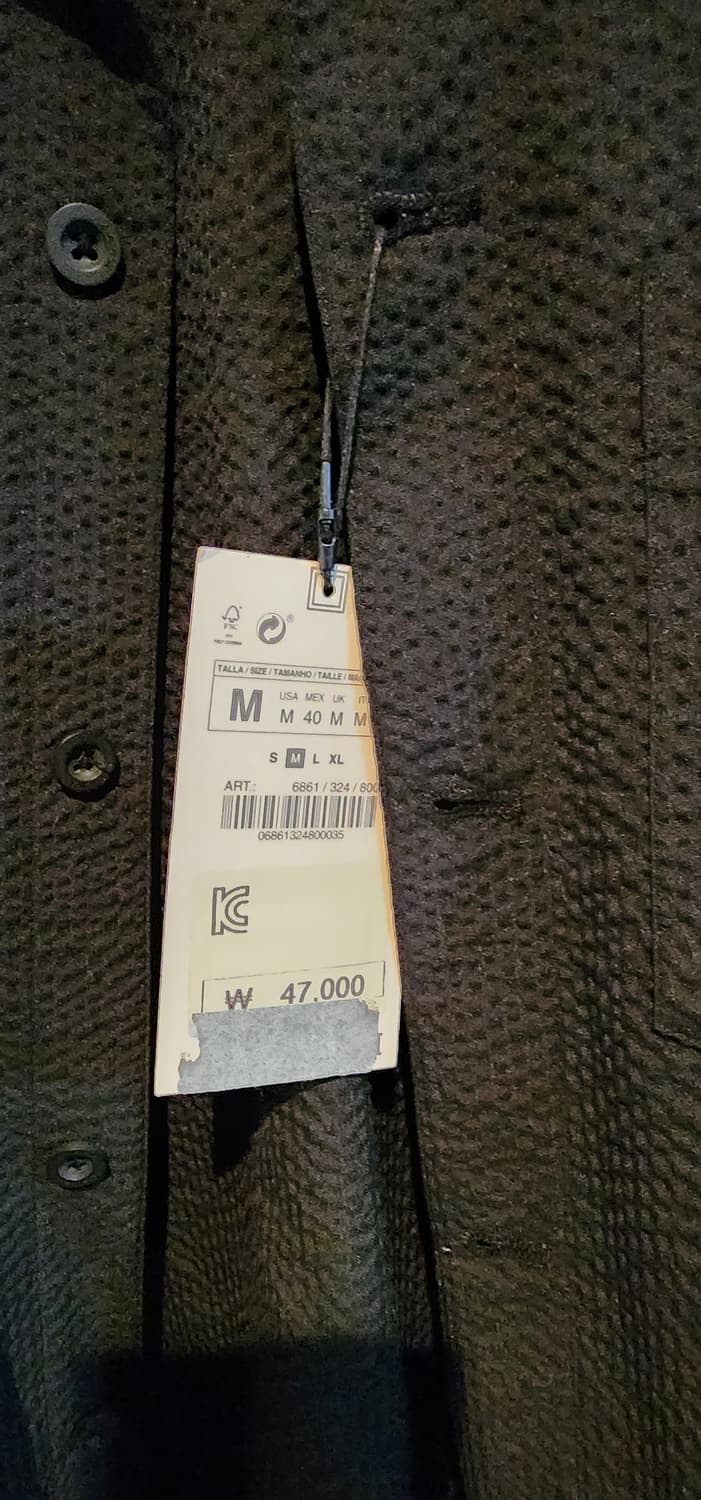 FSC
®
TALLA / SIZE / TAMANHO / TAILLE /
USA MEX UK
M M 40 M M
S M L XL
ART.: 6861 / 324 / 800
06861324800035
KC
₩ 47.000